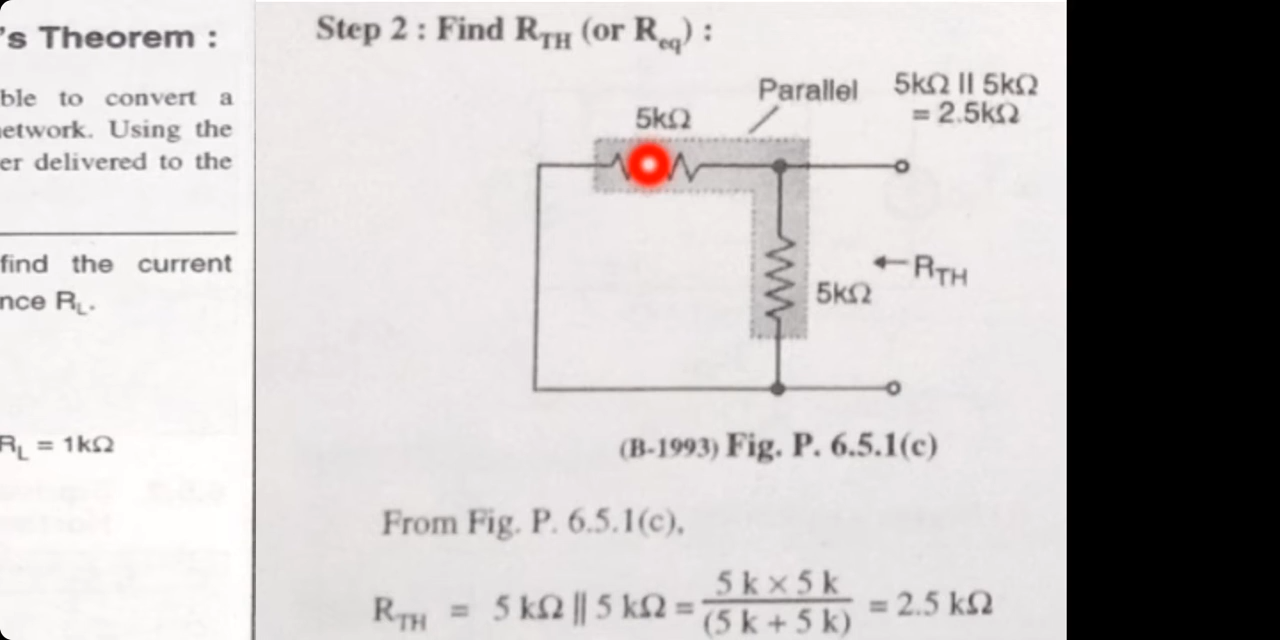 's Theorem :
ble to convert a
network. Using the
er delivered to the
find the current
nce R_L.
R_L = 1kΩ
Step 2 : Find R_TH (or R_eq) :
Parallel
5kΩ II 5kΩ
= 2.5kΩ
5kΩ
5kΩ
←R_TH
(B-1993) Fig. P. 6.5.1(c)
From Fig. P. 6.5.1(c),
R_TH = 5 kΩ || 5 kΩ = 5 k × 5 k / (5 k + 5 k) = 2.5 kΩ